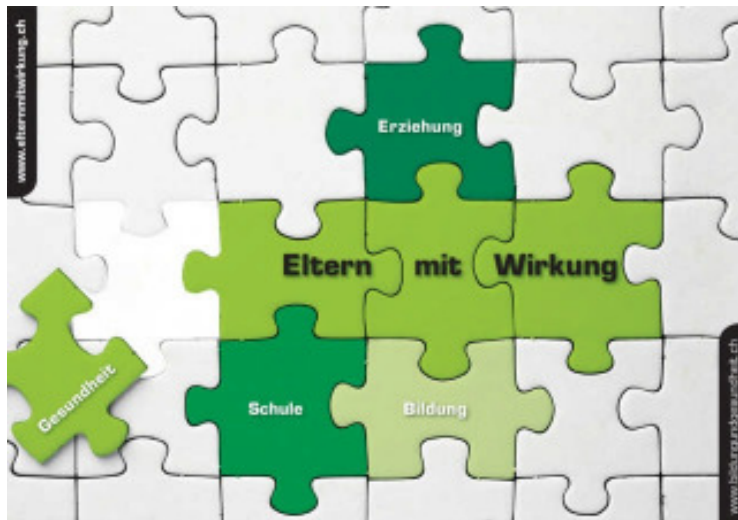 www.elternmitwirkung.ch
Erziehung
Eltern mit Wirkung
Gesundheit
Schule
Bildung
www.bildungundgesundheit.ch